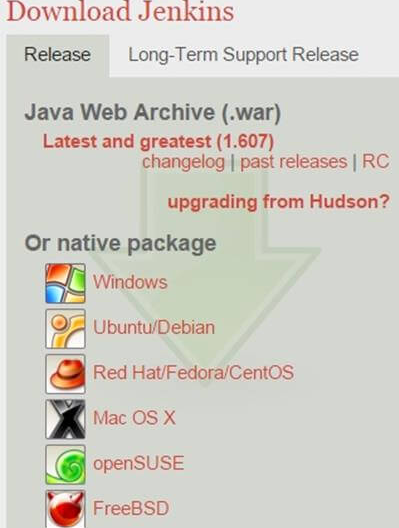 Download Jenkins
Release
Long-Term Support Release
Java Web Archive (.war)
Latest and greatest (1.607)
changelog | past releases | RC
upgrading from Hudson?
Or native package
Windows
Ubuntu/Debian
Red Hat/Fedora/CentOS
Mac OS X
openSUSE
FreeBSD